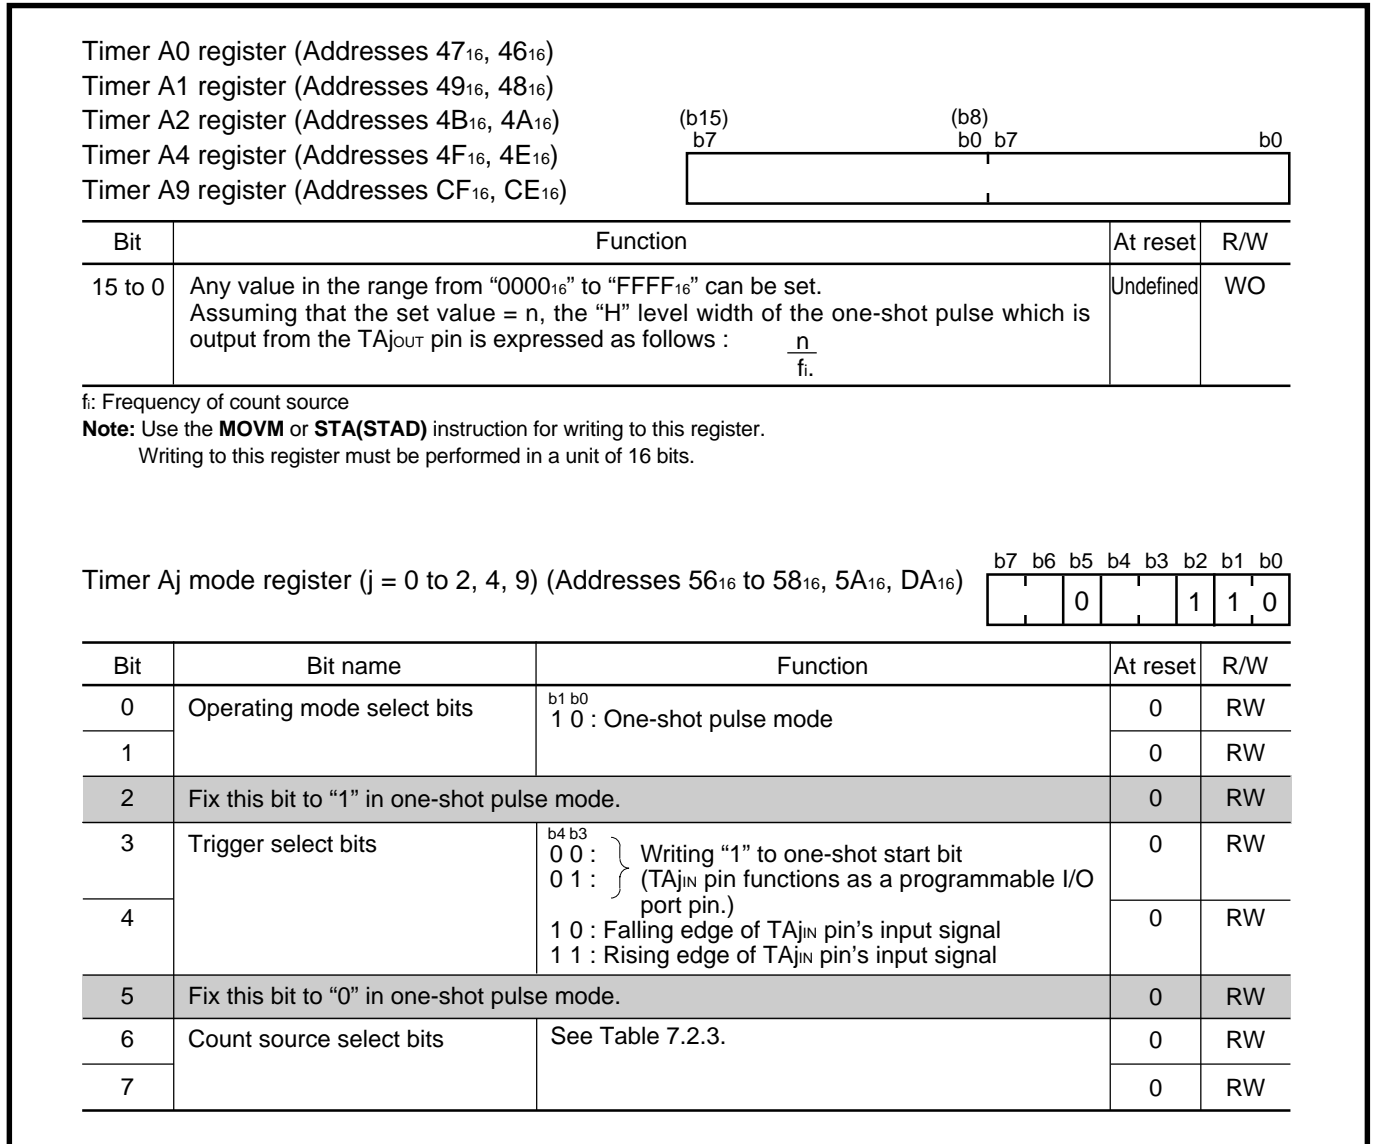 Timer A0 register (Addresses 47₁₆, 46₁₆)
Timer A1 register (Addresses 49₁₆, 48₁₆)
Timer A2 register (Addresses 4B₁₆, 4A₁₆)
Timer A4 register (Addresses 4F₁₆, 4E₁₆)
Timer A9 register (Addresses CF₁₆, CE₁₆)
(b15) (b8)
b7 b0 b7 b0
Bit Function At reset R/W
15 to 0 Any value in the range from “0000₁₆” to “FFFF₁₆” can be set. Undefined WO
Assuming that the set value = n, the “H” level width of the one-shot pulse which is
output from the TAjOUT pin is expressed as follows : n
fi.
fi: Frequency of count source
Note: Use the MOVM or STA(STAD) instruction for writing to this register.
Writing to this register must be performed in a unit of 16 bits.
Timer Aj mode register (j = 0 to 2, 4, 9) (Addresses 56₁₆ to 58₁₆, 5A₁₆, DA₁₆)
b7 b6 b5 b4 b3 b2 b1 b0
0 1 1 0
Bit Bit name Function At reset R/W
0 Operating mode select bits b1 b0 0 RW
1 0 : One-shot pulse mode
1 0 RW
2 Fix this bit to “1” in one-shot pulse mode. 0 RW
3 Trigger select bits b4 b3 0 RW
0 0 : Writing “1” to one-shot start bit
0 1 : (TAjIN pin functions as a programmable I/O
port pin.)
4 0 RW
1 0 : Falling edge of TAjIN pin’s input signal
1 1 : Rising edge of TAjIN pin’s input signal
5 Fix this bit to “0” in one-shot pulse mode. 0 RW
6 Count source select bits See Table 7.2.3. 0 RW
7 0 RW